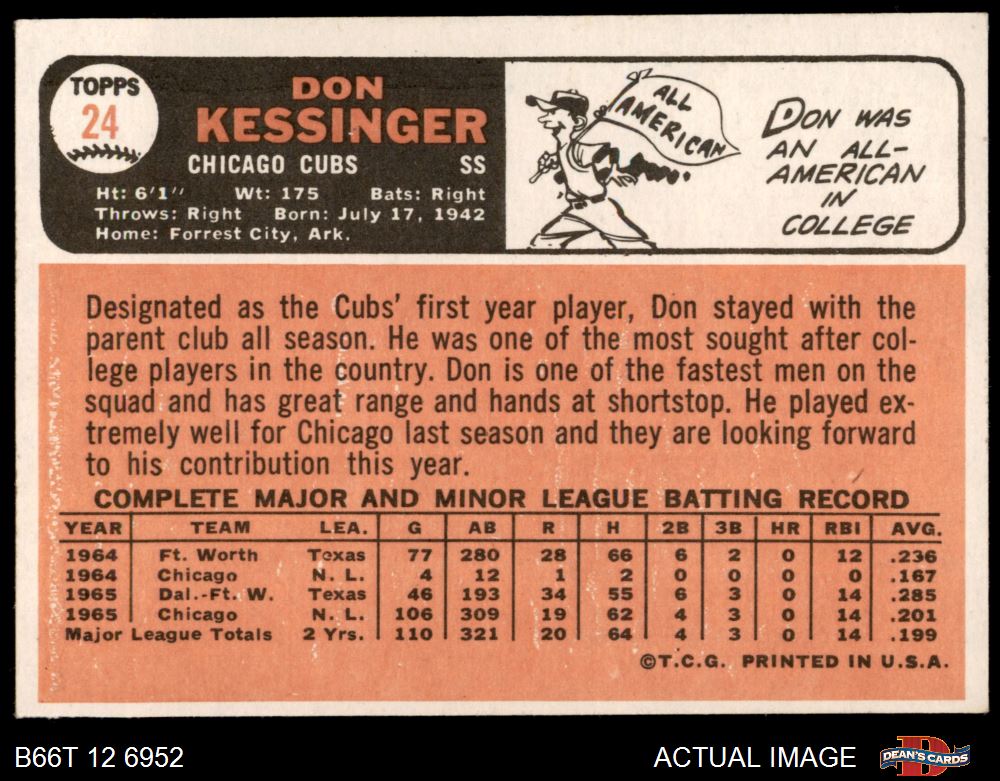 TOPPS
24
DON
KESSINGER
CHICAGO CUBS SS
Ht: 6'1" Wt: 175 Bats: Right
Throws: Right Born: July 17, 1942
Home: Forrest City, Ark.
ALL
AMERICAN
DON WAS
AN ALL-
AMERICAN
IN
COLLEGE
Designated as the Cubs' first year player, Don stayed with the
parent club all season. He was one of the most sought after col-
lege players in the country. Don is one of the fastest men on the
squad and has great range and hands at shortstop. He played ex-
tremely well for Chicago last season and they are looking forward
to his contribution this year.
COMPLETE MAJOR AND MINOR LEAGUE BATTING RECORD
YEAR TEAM LEA. G AB R H 2B 3B HR RBI AVG.
1964 Ft. Worth Texas 77 280 28 66 6 2 0 12 .236
1964 Chicago N. L. 4 12 1 2 0 0 0 0 .167
1965 Dal.-Ft. W. Texas 46 193 34 55 6 3 0 14 .285
1965 Chicago N. L. 106 309 19 62 4 3 0 14 .201
Major League Totals 2 Yrs. 110 321 20 64 4 3 0 14 .199
©T.C.G. PRINTED IN U.S.A.
B66T 12 6952 ACTUAL IMAGE DEAN'S CARDS